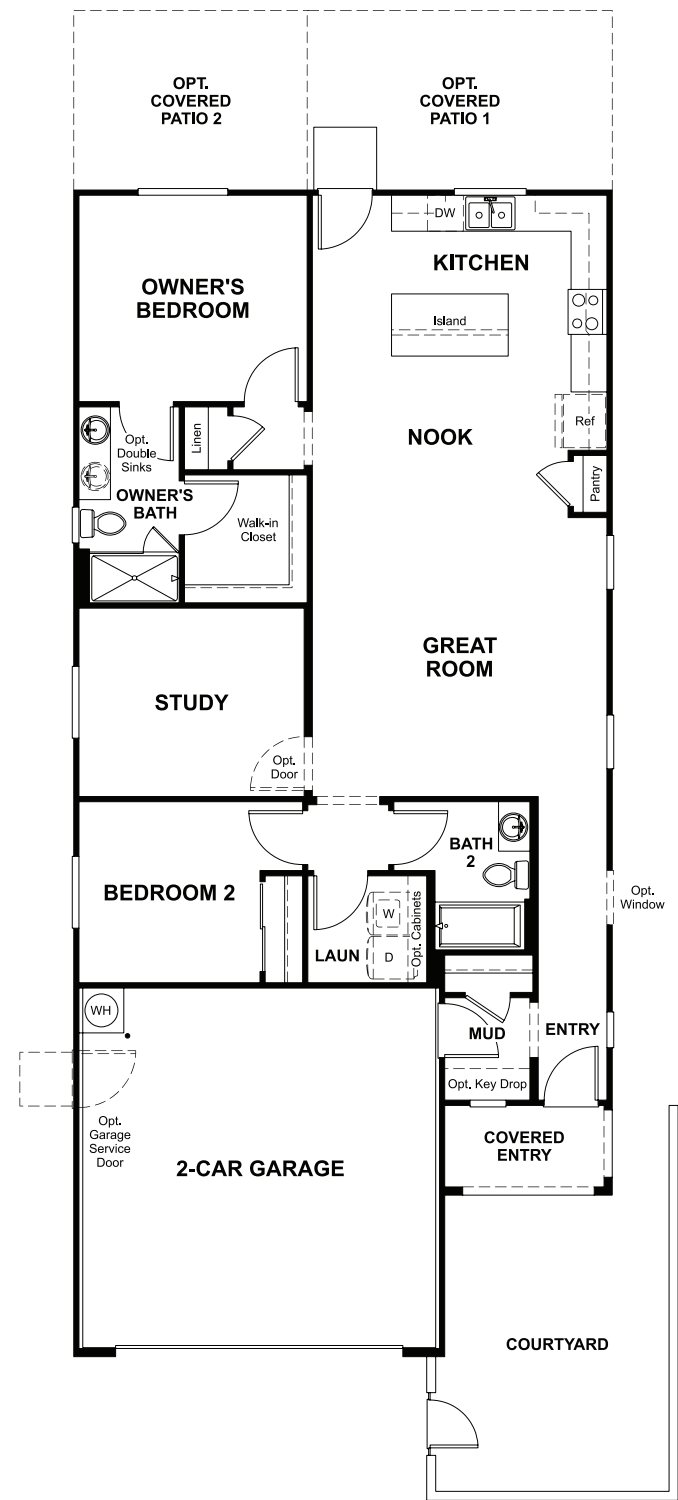 OPT.
COVERED
PATIO 2
OPT.
COVERED
PATIO 1
DW
KITCHEN
OWNER'S
BEDROOM
Island
Ref
NOOK
Linen
Opt.
Double
Sinks
Pantry
OWNER'S
BATH
Walk-in
Closet
GREAT
ROOM
STUDY
Opt.
Door
BATH
2
BEDROOM 2
Opt.
Window
W
Opt. Cabinets
LAUN
D
WH
MUD
ENTRY
Opt. Key Drop
Opt.
Garage
Service
Door
COVERED
ENTRY
2-CAR GARAGE
COURTYARD